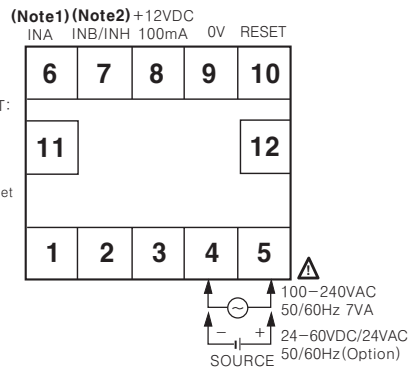 (Note1) (Note2) +12VDC
INA INB/INH 100mA 0V RESET
6 7 8 9 10
T:
11 12
et
1 2 3 4 5
100-240VAC
50/60Hz 7VA
- + 24-60VDC/24VAC
SOURCE 50/60Hz(Option)